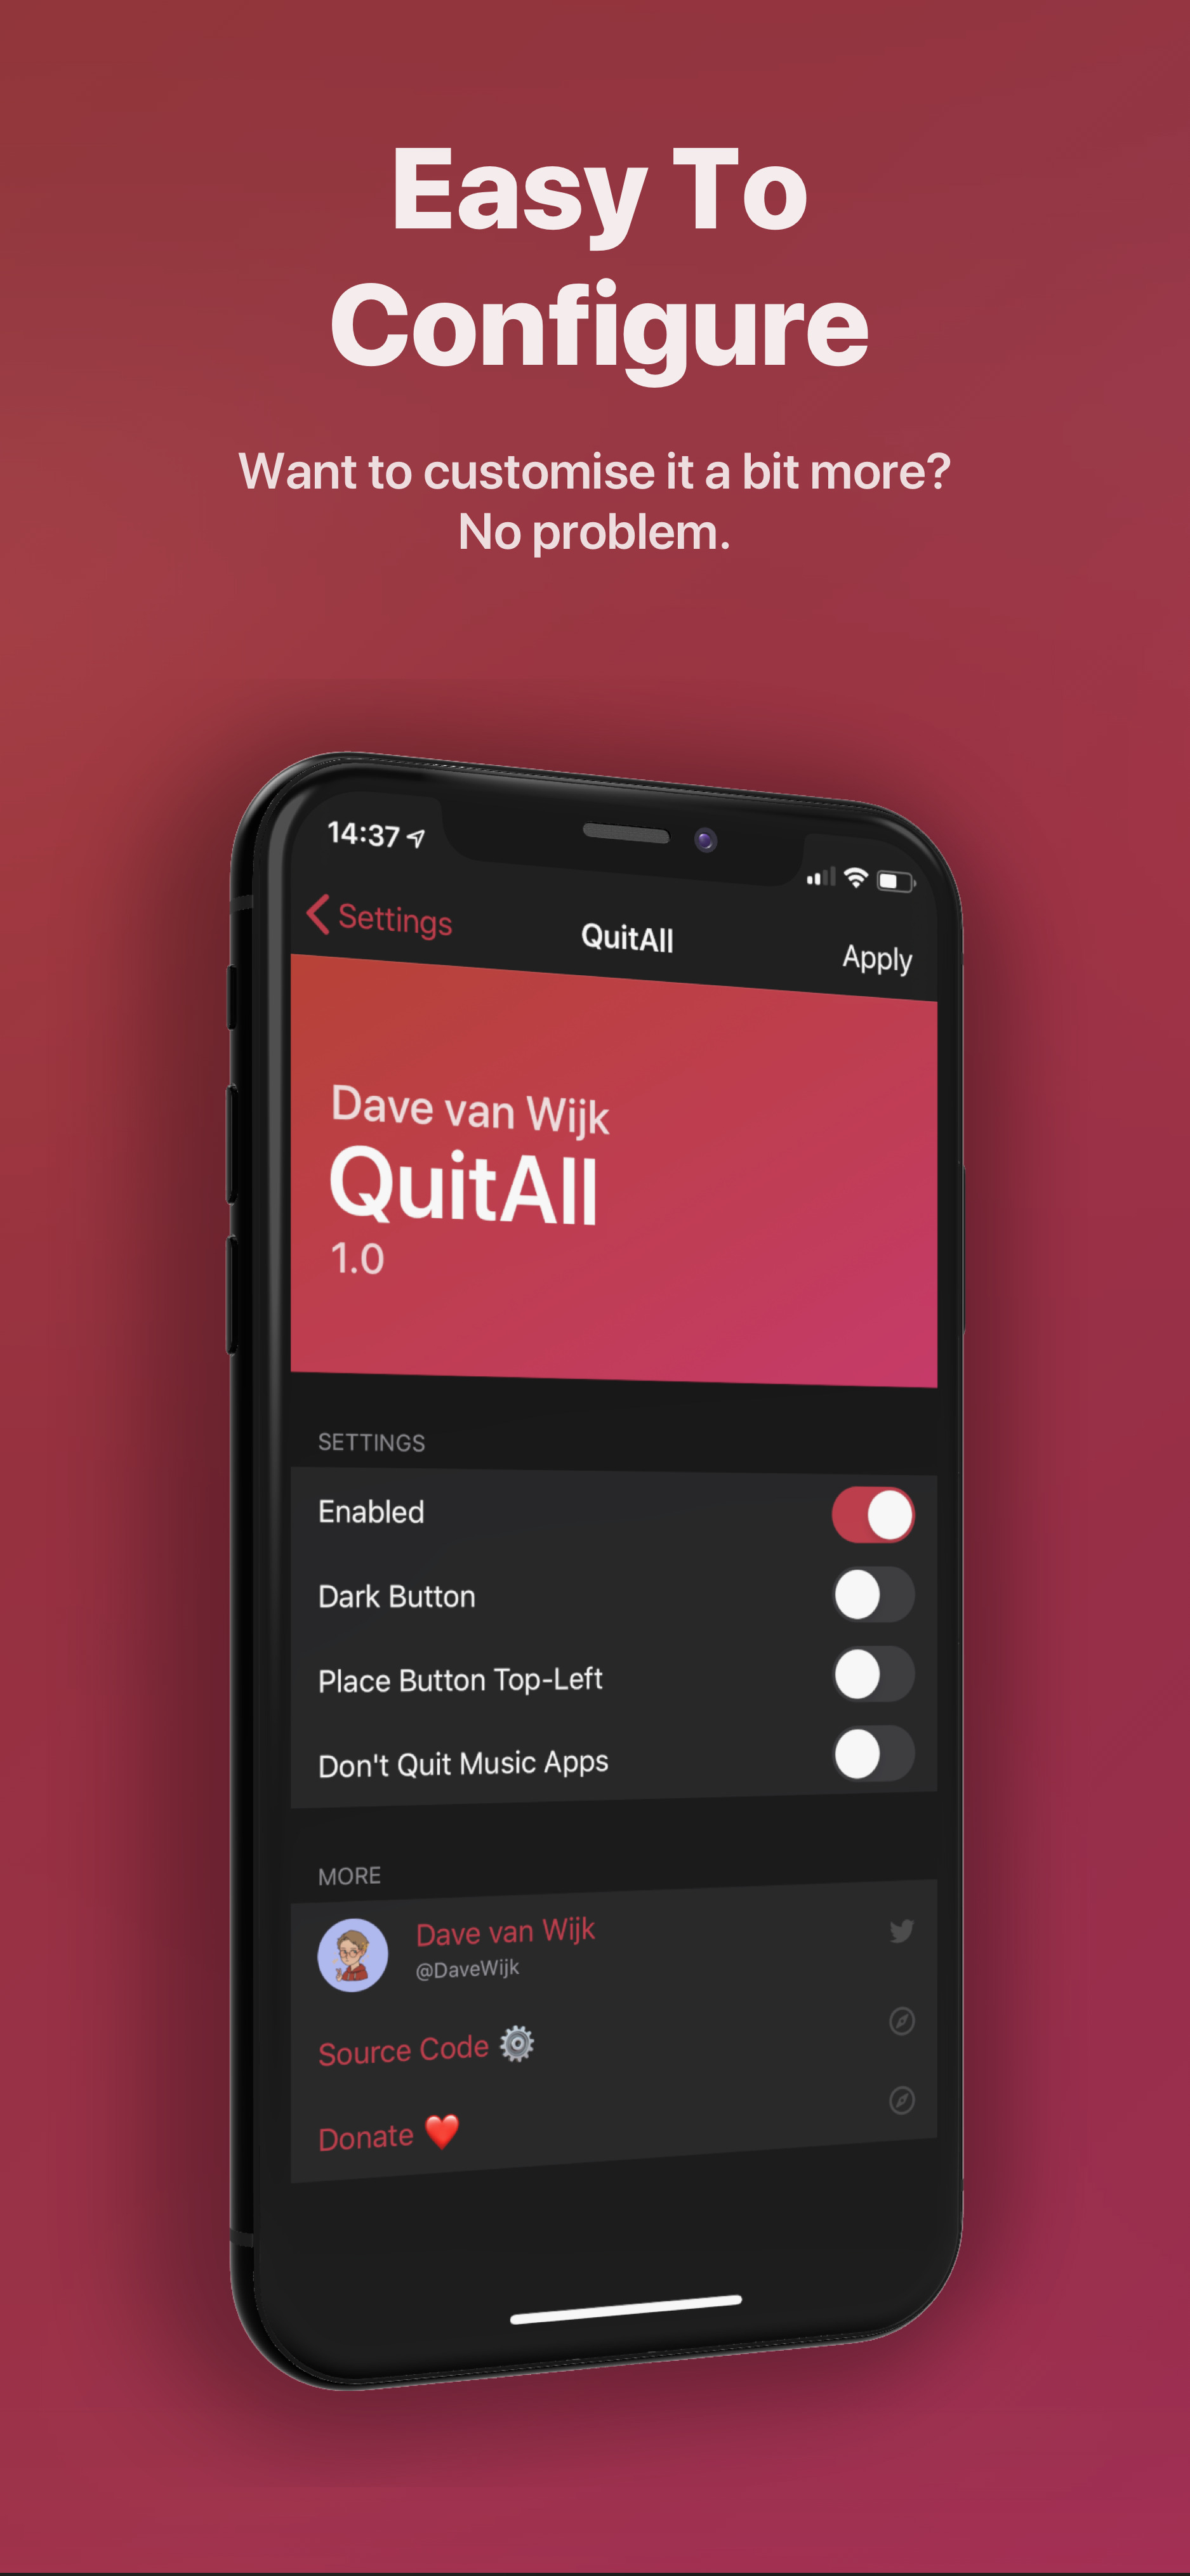 Easy To
Configure
Want to customise it a bit more?
No problem.
14:37
Settings
QuitAll
Apply
Dave van Wijk
QuitAll
1.0
SETTINGS
Enabled
Dark Button
Place Button Top-Left
Don't Quit Music Apps
MORE
Dave van Wijk
@DaveWijk
Source Code ⚙️
Donate ❤️